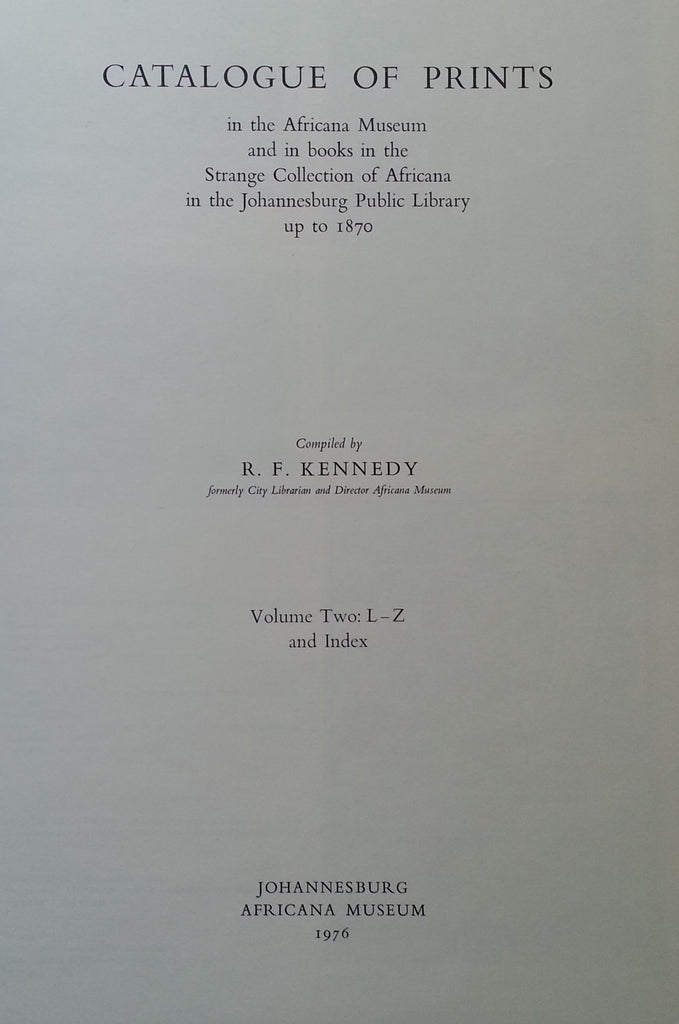 CATALOGUE OF PRINTS
in the Africana Museum
and in books in the
Strange Collection of Africana
in the Johannesburg Public Library
up to 1870
Compiled by
R. F. KENNEDY
formerly City Librarian and Director Africana Museum
Volume Two: L–Z
and Index
JOHANNESBURG
AFRICANA MUSEUM
1976